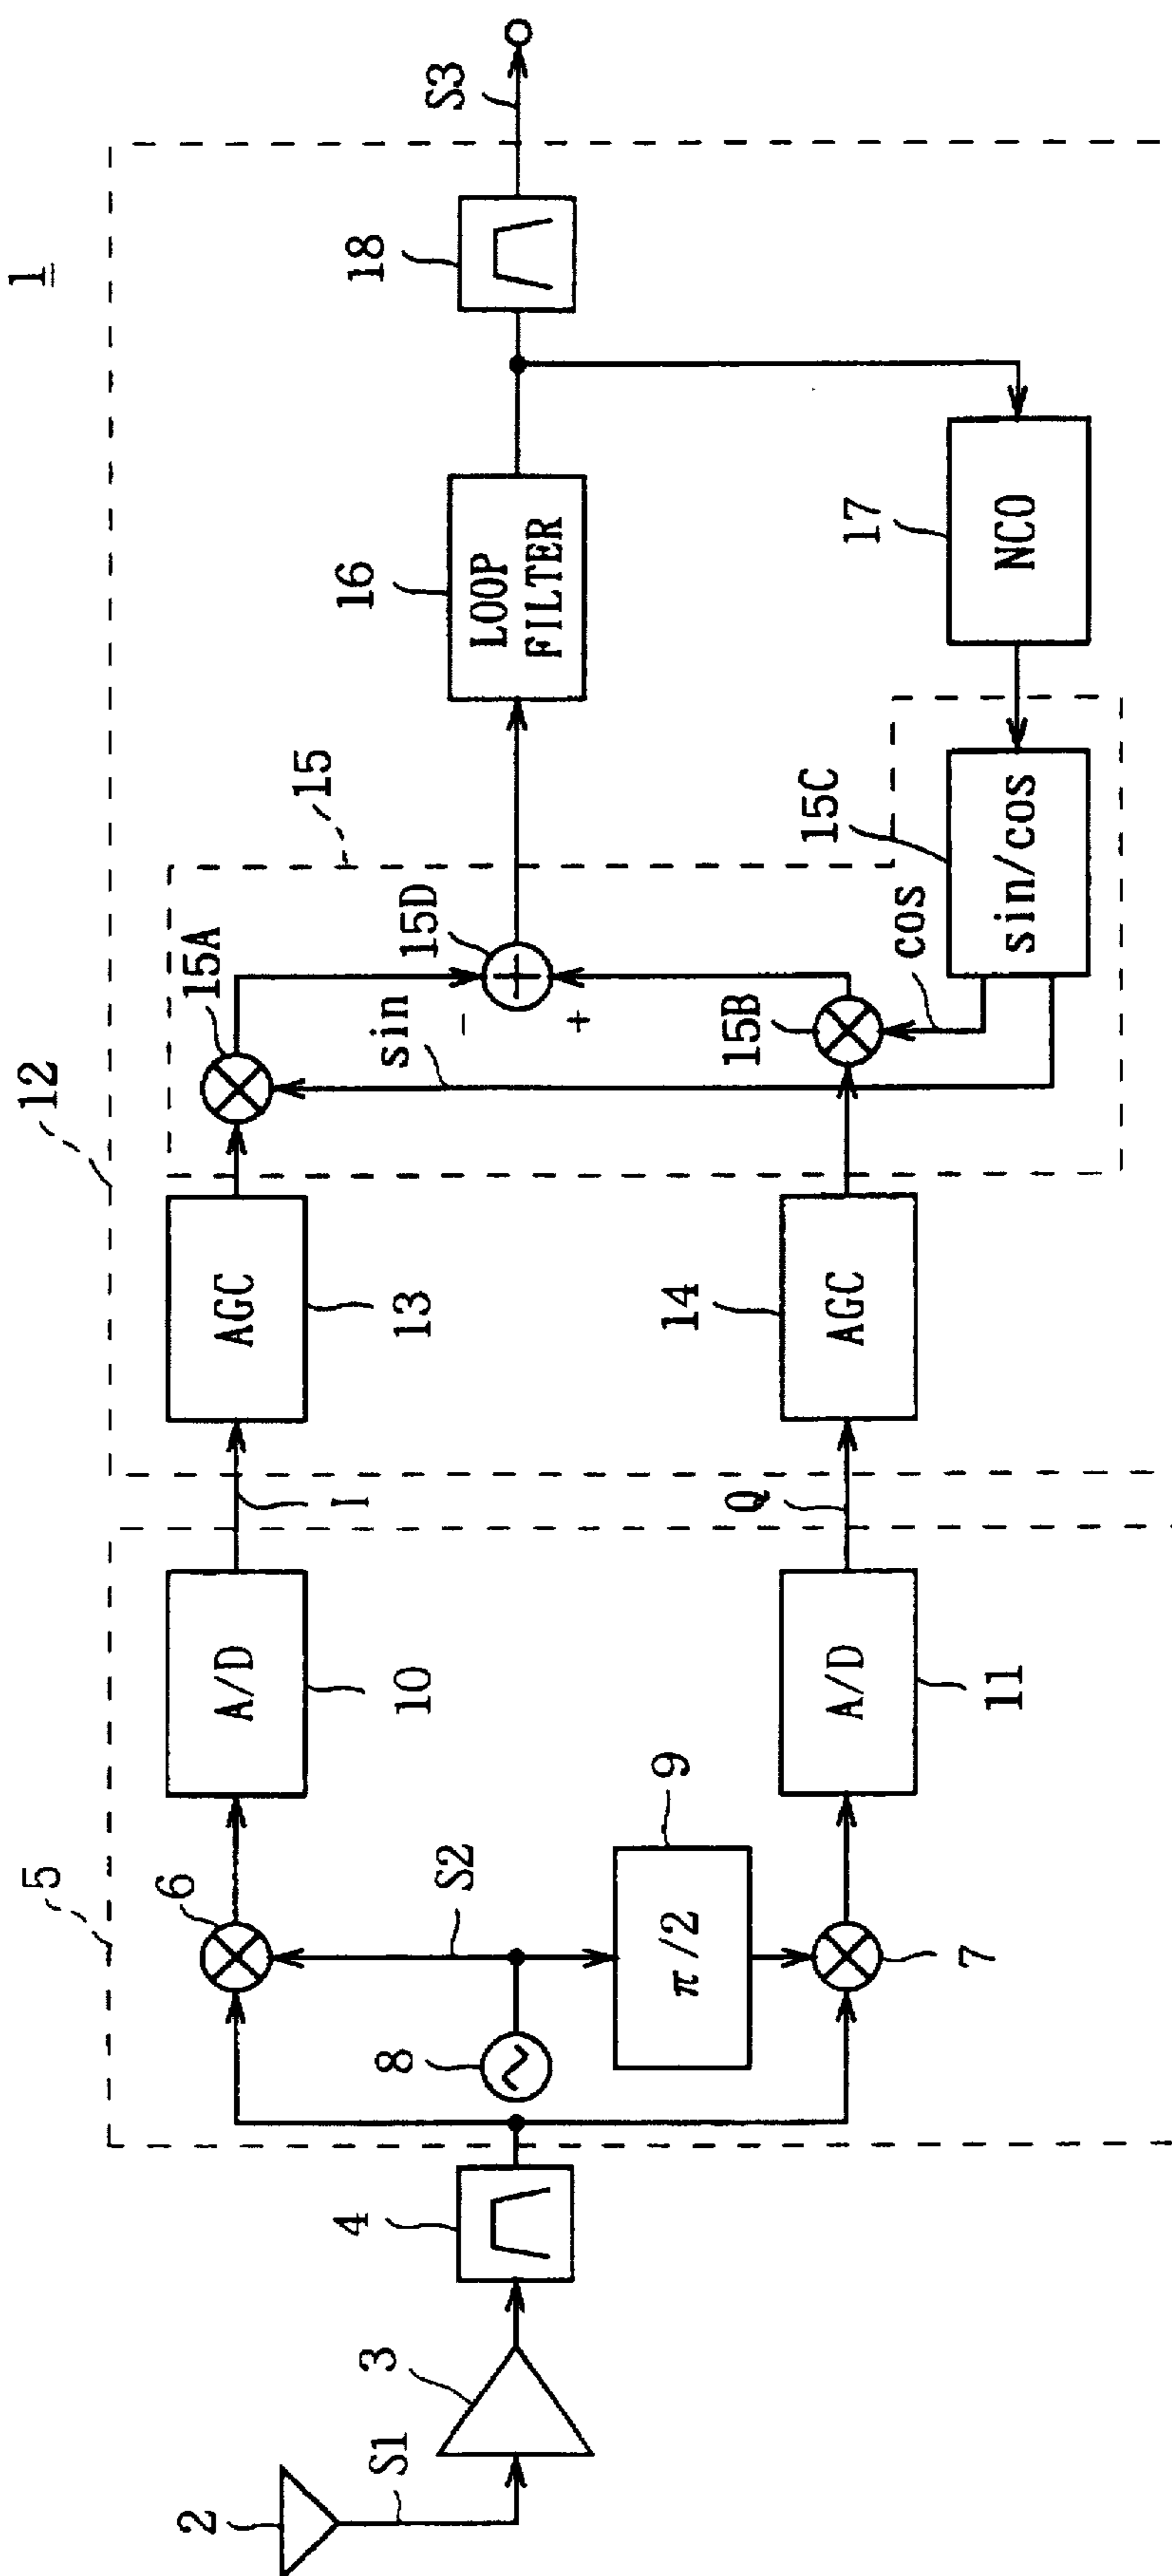 1
12
5
2
S1
3
4
6
8
S2
9
π/2
7
A/D
10
A/D
11
I
Q
AGC
13
AGC
14
15
15A
15D
sin
-
+
15B
cos
15C
sin/cos
16
LOOP
FILTER
17
NCO
18
S3